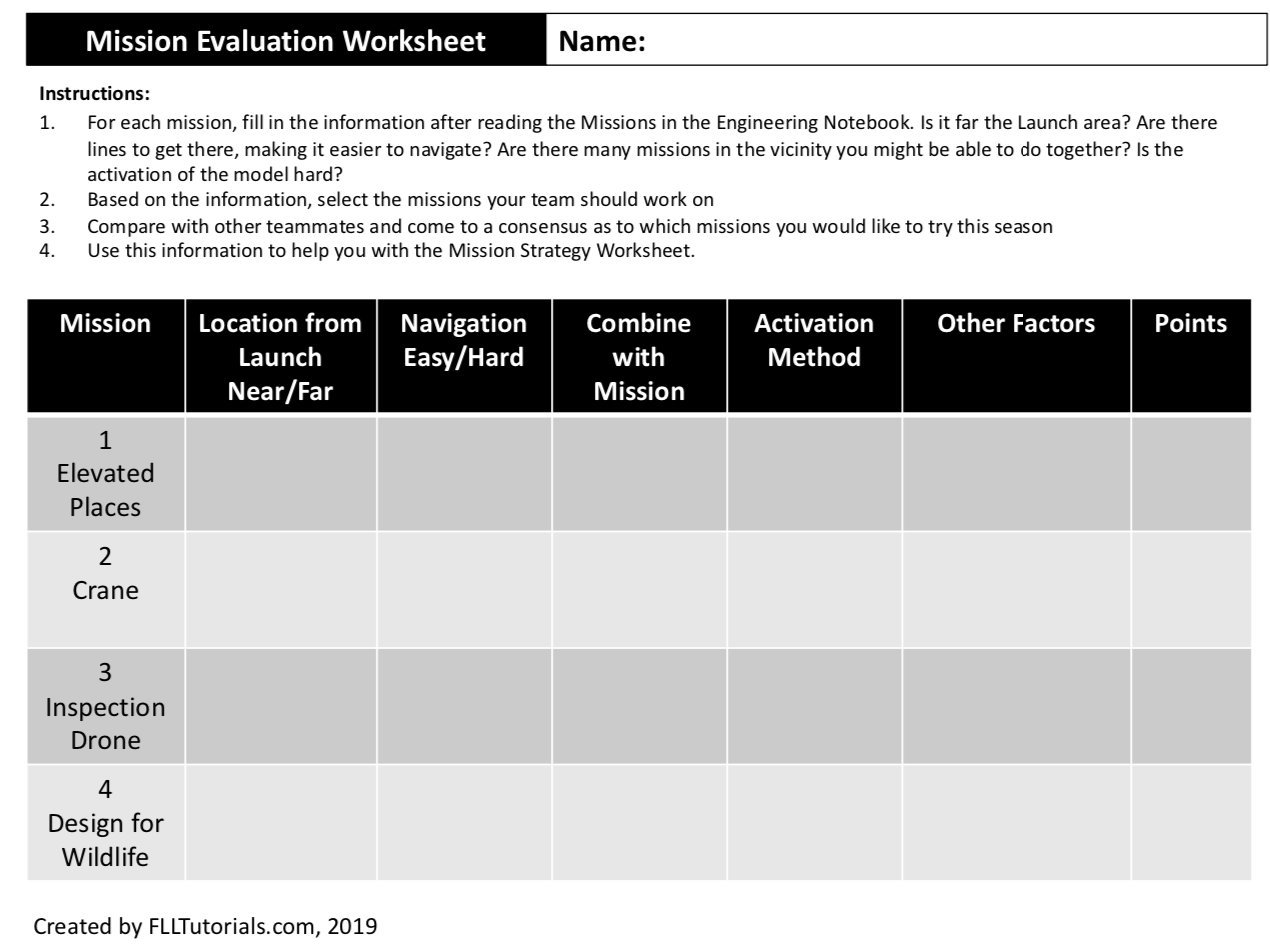 Mission Evaluation Worksheet Name:
Instructions:
1. For each mission, fill in the information after reading the Missions in the Engineering Notebook. Is it far the Launch area? Are there
lines to get there, making it easier to navigate? Are there many missions in the vicinity you might be able to do together? Is the
activation of the model hard?
2. Based on the information, select the missions your team should work on
3. Compare with other teammates and come to a consensus as to which missions you would like to try this season
4. Use this information to help you with the Mission Strategy Worksheet.
Mission Location from Navigation Combine Activation Other Factors Points
Launch Easy/Hard with Method
Near/Far Mission
1
Elevated
Places
2
Crane
3
Inspection
Drone
4
Design for
Wildlife
Created by FLLTutorials.com, 2019